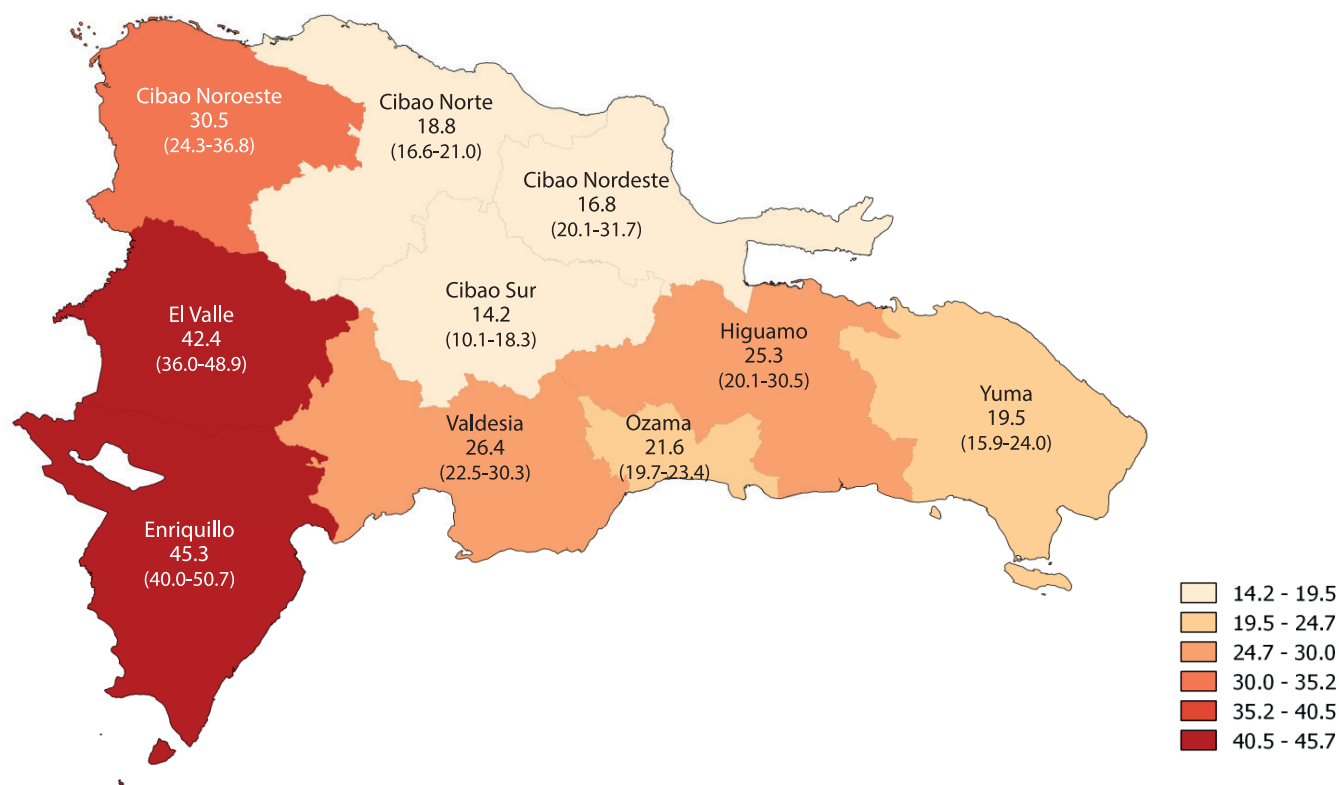 Cibao Noroeste
30.5
(24.3-36.8)
Cibao Norte
18.8
(16.6-21.0)
Cibao Nordeste
16.8
(20.1-31.7)
El Valle
42.4
(36.0-48.9)
Cibao Sur
14.2
(10.1-18.3)
Higuamo
25.3
(20.1-30.5)
Yuma
19.5
(15.9-24.0)
Valdesia
26.4
(22.5-30.3)
Ozama
21.6
(19.7-23.4)
Enriquillo
45.3
(40.0-50.7)
14.2 - 19.5
19.5 - 24.7
24.7 - 30.0
30.0 - 35.2
35.2 - 40.5
40.5 - 45.7